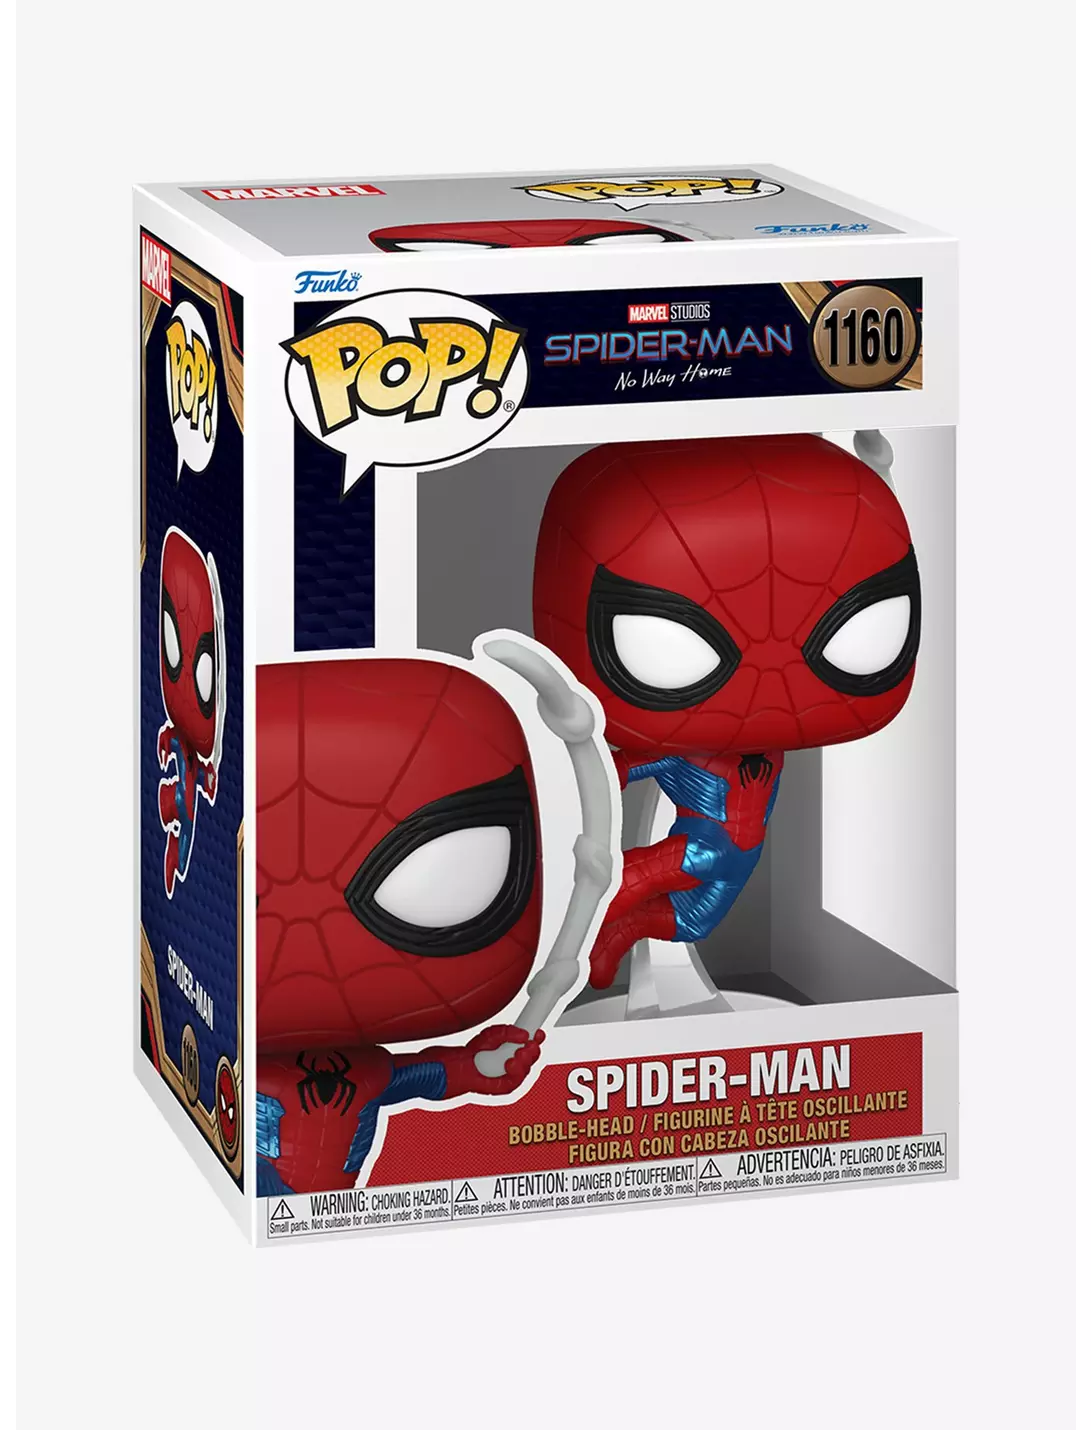 MARVEL
POP!
Funko
MARVEL
Funko
POP!®
MARVEL STUDIOS
SPIDER-MAN
No Way Home
1160
POP!
SPIDER-MAN
1160
SPIDER-MAN
BOBBLE-HEAD / FIGURINE À TÊTE OSCILLANTE
FIGURA CON CABEZA OSCILANTE
WARNING: CHOKING HAZARD.
Small parts. Not suitable for children under 36 months.
ATTENTION: DANGER D'ÉTOUFFEMENT.
Petites pièces. Ne convient pas aux enfants de moins de 36 mois.
ADVERTENCIA: PELIGRO DE ASFIXIA.
Partes pequeñas. No es adecuado para niños menores de 36 meses.